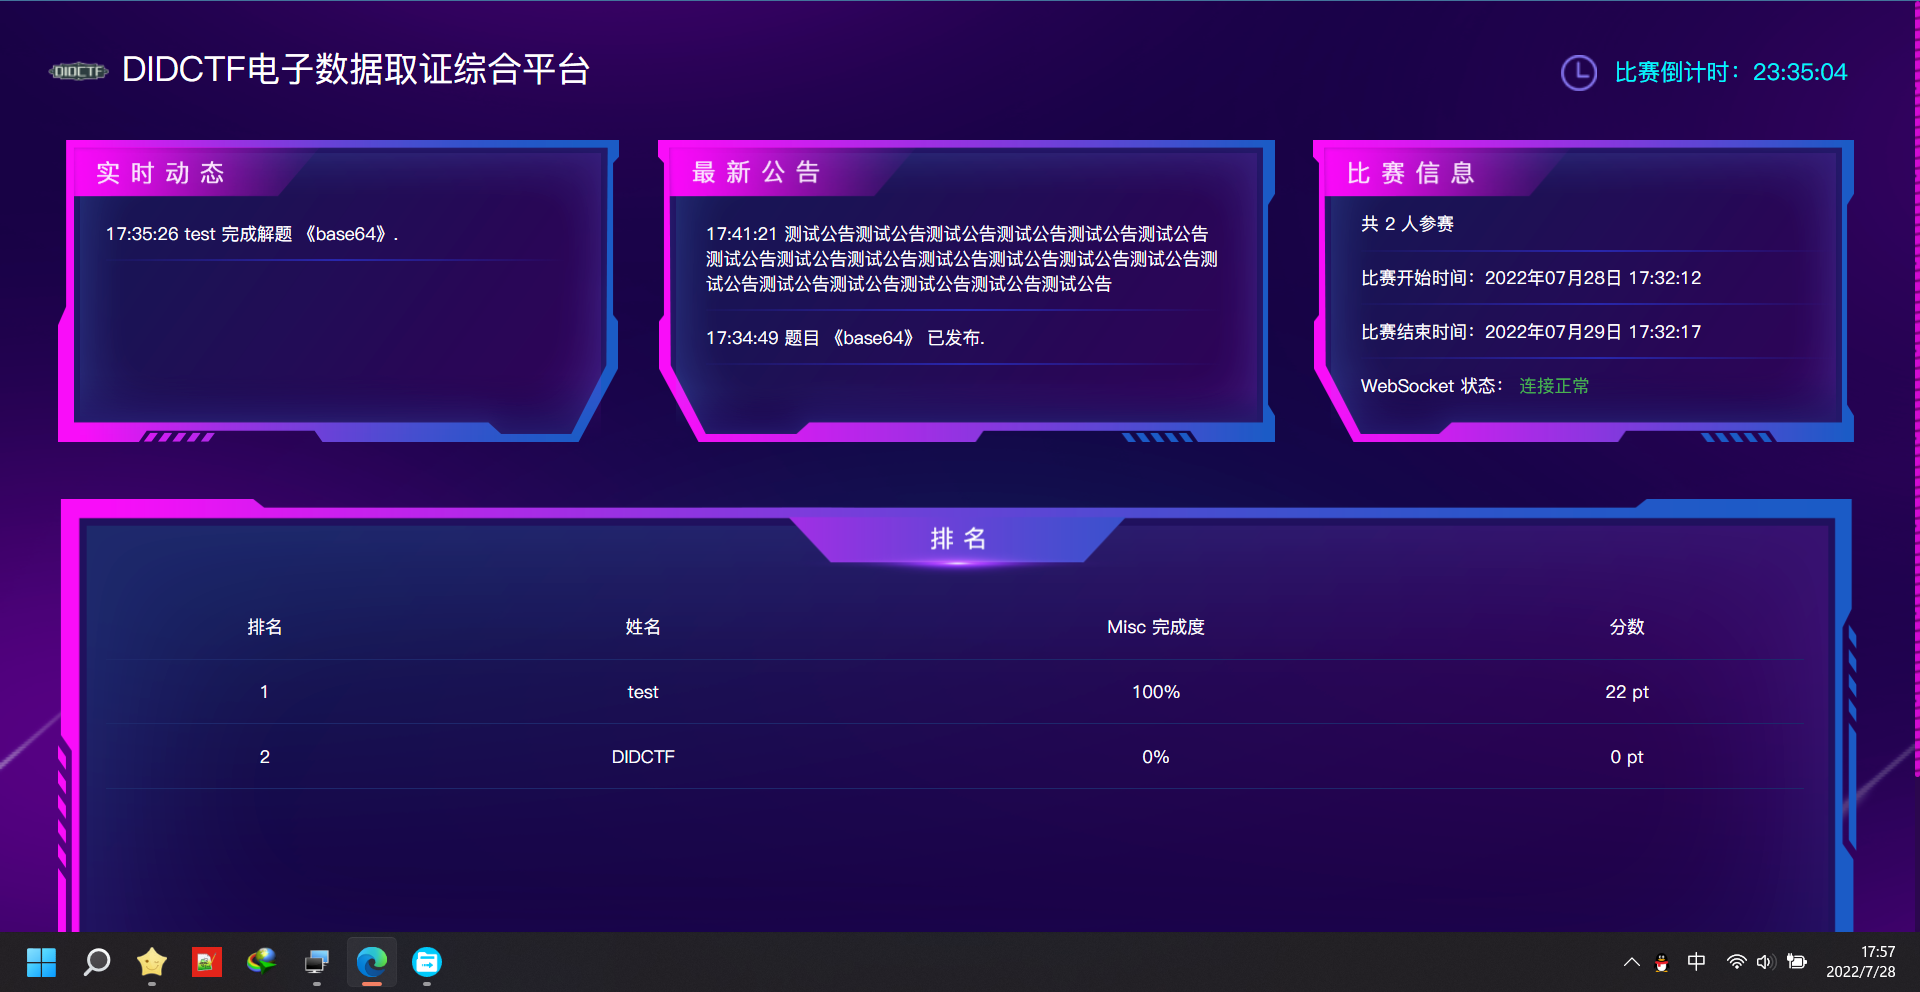 DIDCTF
DIDCTF电子数据取证综合平台
比赛倒计时：23:35:04
实时动态
17:35:26 test 完成解题 《base64》.
最新公告
17:41:21 测试公告测试公告测试公告测试公告测试公告测试公告
测试公告测试公告测试公告测试公告测试公告测试公告测试公告测
试公告测试公告测试公告测试公告测试公告测试公告
17:34:49 题目 《base64》 已发布.
比赛信息
共 2 人参赛
比赛开始时间：2022年07月28日 17:32:12
比赛结束时间：2022年07月29日 17:32:17
WebSocket 状态： 连接正常
排名
排名 姓名 Misc 完成度 分数
1 test 100% 22 pt
2 DIDCTF 0% 0 pt
中
17:57
2022/7/28